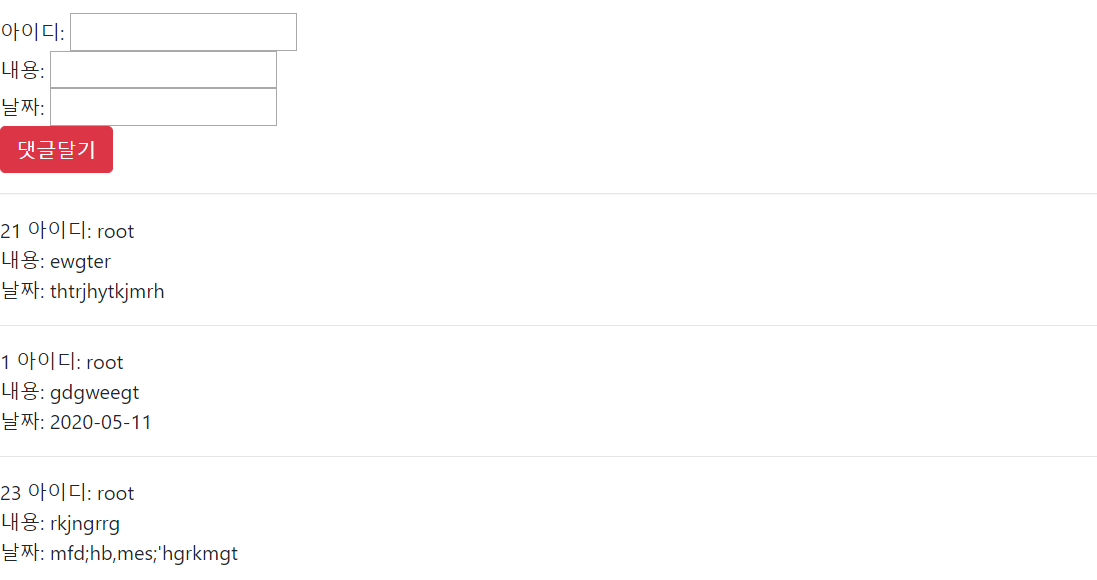 아이디:
내용:
날짜:
댓글달기
21 아이디: root
내용: ewgter
날짜: thtrjhytkjmrh
1 아이디: root
내용: gdgweegt
날짜: 2020-05-11
23 아이디: root
내용: rkjngrrg
날짜: mfd;hb,mes;'hgrkmgt